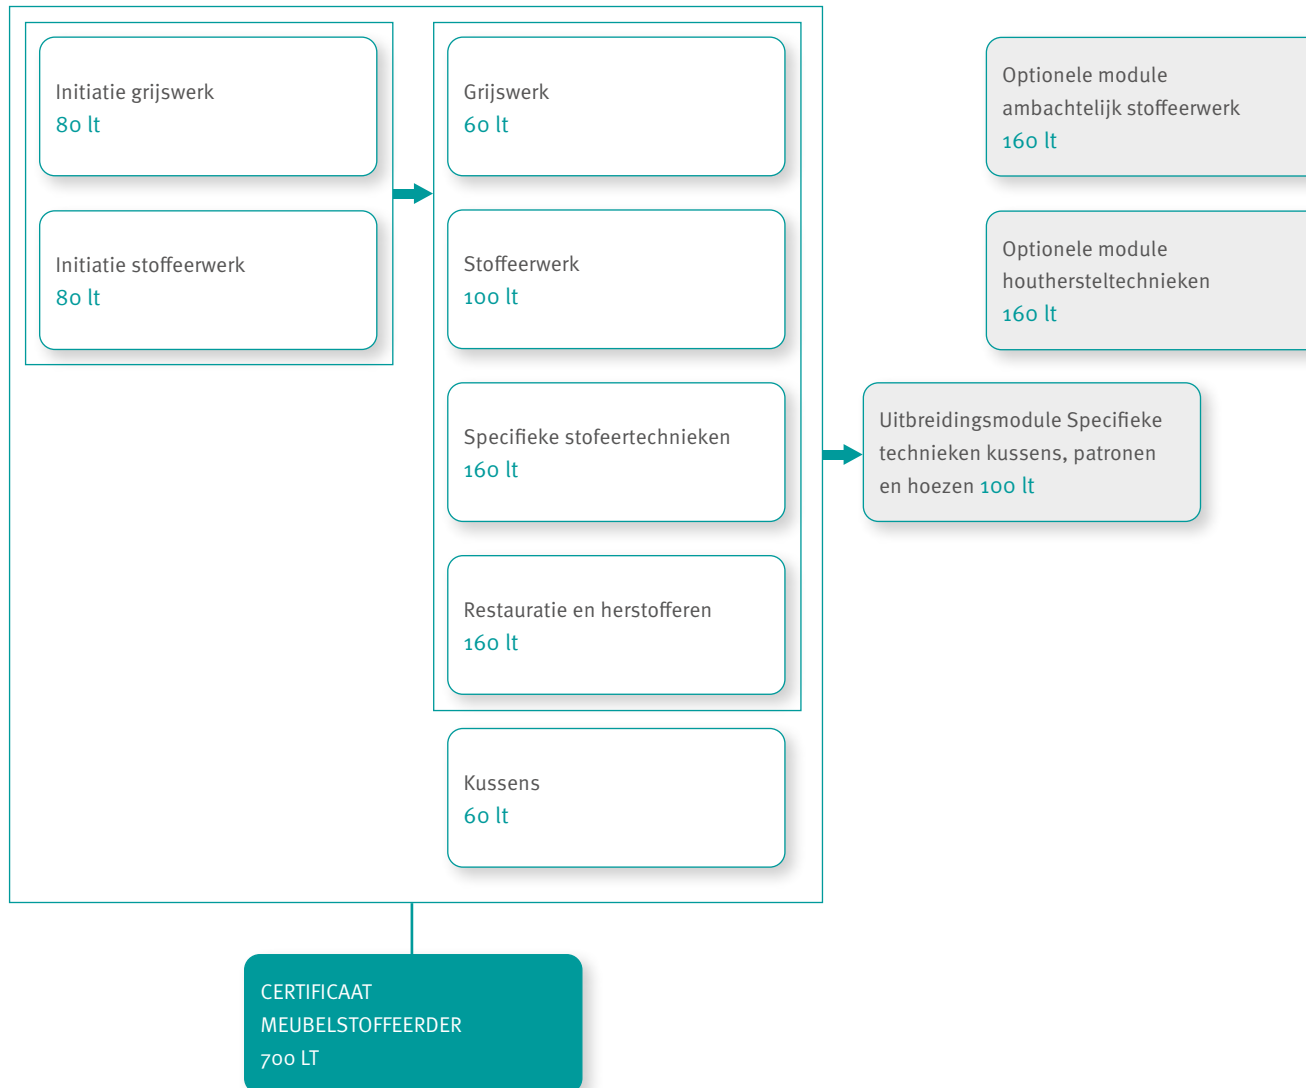 Initiatie grijswerk
80 lt
Initiatie stoffeerwerk
80 lt
Grijswerk
60 lt
Stoffeerwerk
100 lt
Specifieke stofeertechnieken
160 lt
Restauratie en herstofferen
160 lt
Kussens
60 lt
Optionele module
ambachtelijk stoffeerwerk
160 lt
Optionele module
houthersteltechnieken
160 lt
Uitbreidingsmodule Specifieke
technieken kussens, patronen
en hoezen 100 lt
CERTIFICAAT
MEUBELSTOFFEERDER
700 LT